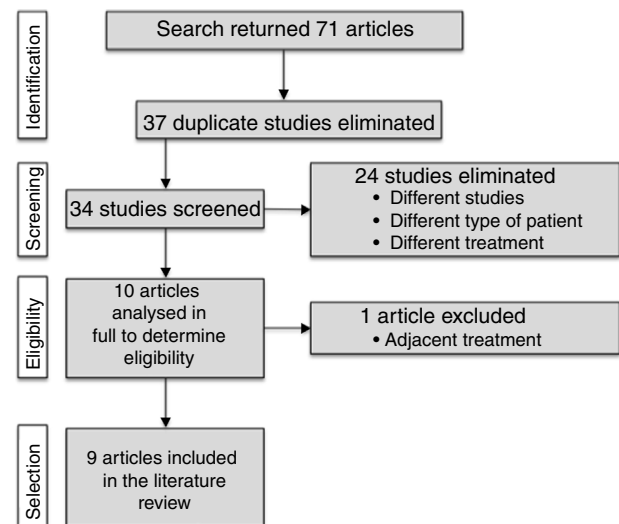 Identification
Search returned 71 articles
37 duplicate studies eliminated
Screening
34 studies screened
24 studies eliminated
• Different studies
• Different type of patient
• Different treatment
Eligibility
10 articles
analysed in
full to determine
eligibility
1 article excluded
• Adjacent treatment
Selection
9 articles included
in the literature
review